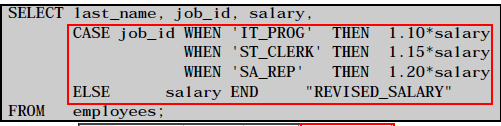 SELECT last_name, job_id, salary,
CASE job_id WHEN 'IT_PROG' THEN 1.10*salary
WHEN 'ST_CLERK' THEN 1.15*salary
WHEN 'SA_REP' THEN 1.20*salary
ELSE salary END "REVISED_SALARY"
FROM employees;